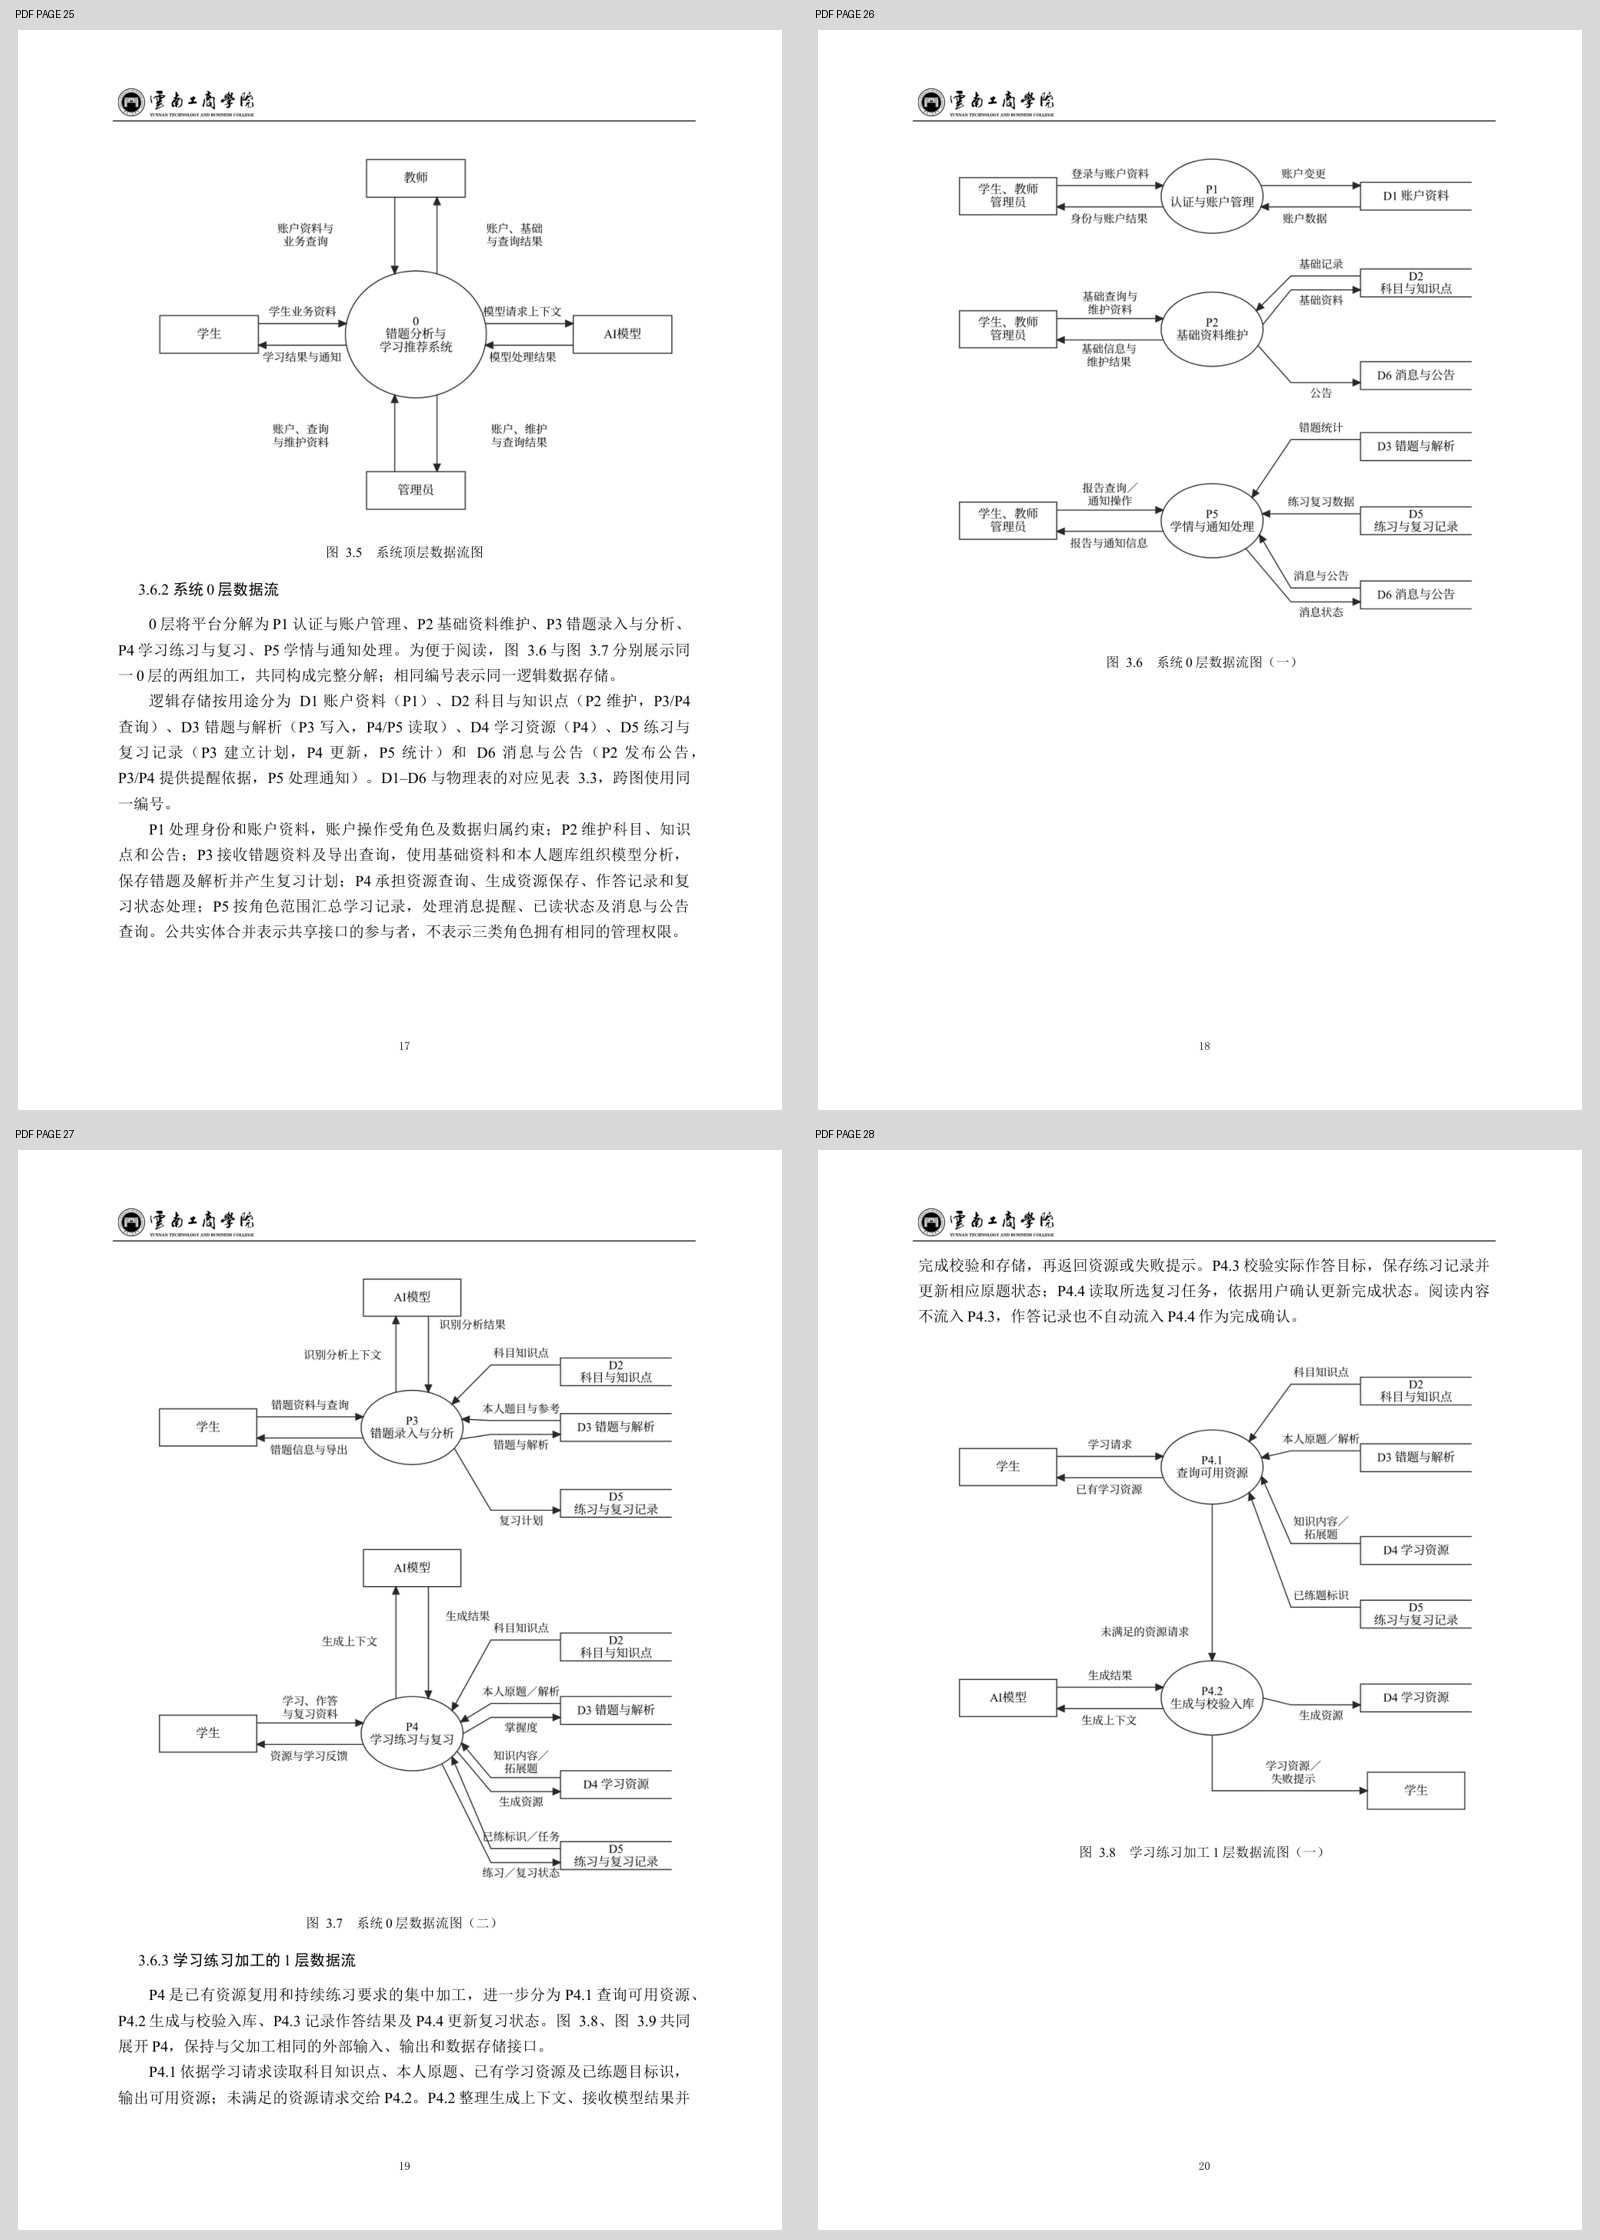 PDF PAGE 25
雲南工商學院
YUNNAN TECHNOLOGY AND BUSINESS COLLEGE
教师
账户资料与
业务查询
账户、基础
与查询结果
学生业务资料
模型请求上下文
学生
0
错题分析与
学习推荐系统
AI模型
学习结果与通知
模型处理结果
账户、查询
与维护资料
账户、维护
与查询结果
管理员
图 3.5 系统顶层数据流图
3.6.2 系统 0 层数据流
0 层将平台分解为 P1 认证与账户管理、P2 基础资料维护、P3 错题录入与分析、
P4 学习练习与复习、P5 学情与通知处理。为便于阅读，图 3.6 与图 3.7 分别展示同
一 0 层的两组加工，共同构成完整分解；相同编号表示同一逻辑数据存储。
逻辑存储按用途分为 D1 账户资料（P1）、D2 科目与知识点（P2 维护，P3/P4
查询）、D3 错题与解析（P3 写入，P4/P5 读取）、D4 学习资源（P4）、D5 练习与
复习记录（P3 建立计划，P4 更新，P5 统计）和 D6 消息与公告（P2 发布公告，
P3/P4 提供提醒依据，P5 处理通知）。D1–D6 与物理表的对应见表 3.3，跨图使用同
一编号。
P1 处理身份和账户资料，账户操作受角色及数据归属约束；P2 维护科目、知识
点和公告；P3 接收错题资料及导出查询，使用基础资料和本人题库组织模型分析，
保存错题及解析并产生复习计划；P4 承担资源查询、生成资源保存、作答记录和复
习状态处理；P5 按角色范围汇总学习记录，处理消息提醒、已读状态及消息与公告
查询。公共实体合并表示共享接口的参与者，不表示三类角色拥有相同的管理权限。
17
PDF PAGE 26
雲南工商學院
YUNNAN TECHNOLOGY AND BUSINESS COLLEGE
登录与账户资料
账户变更
学生、教师
管理员
P1
认证与账户管理
D1 账户资料
身份与账户结果
账户数据
基础记录
D2
科目与知识点
基础查询与
维护资料
基础资料
学生、教师
管理员
P2
基础资料维护
基础信息与
维护结果
D6 消息与公告
公告
错题统计
D3 错题与解析
报告查询／
通知操作
练习复习数据
学生、教师
管理员
P5
学情与通知处理
D5
练习与复习记录
报告与通知信息
消息与公告
D6 消息与公告
消息状态
图 3.6 系统 0 层数据流图（一）
18
PDF PAGE 27
雲南工商學院
YUNNAN TECHNOLOGY AND BUSINESS COLLEGE
AI模型
识别分析结果
识别分析上下文
科目知识点
D2
科目与知识点
错题资料与查询
本人题目与参考
学生
P3
错题录入与分析
D3 错题与解析
错题信息与导出
错题与解析
D5
练习与复习记录
复习计划
AI模型
生成结果
科目知识点
生成上下文
D2
科目与知识点
本人原题／解析
学习、作答
与复习资料
D3 错题与解析
掌握度
学生
P4
学习练习与复习
资源与学习反馈
知识内容／
拓展题
D4 学习资源
生成资源
已练标识／任务
D5
练习与复习记录
练习／复习状态
图 3.7 系统 0 层数据流图（二）
3.6.3 学习练习加工的 1 层数据流
P4 是已有资源复用和持续练习要求的集中加工，进一步分为 P4.1 查询可用资源、
P4.2 生成与校验入库、P4.3 记录作答结果及 P4.4 更新复习状态。图 3.8、图 3.9 共同
展开 P4，保持与父加工相同的外部输入、输出和数据存储接口。
P4.1 依据学习请求读取科目知识点、本人原题、已有学习资源及已练题目标识，
输出可用资源；未满足的资源请求交给 P4.2。P4.2 整理生成上下文、接收模型结果并
19
PDF PAGE 28
雲南工商學院
YUNNAN TECHNOLOGY AND BUSINESS COLLEGE
完成校验和存储，再返回资源或失败提示。P4.3 校验实际作答目标，保存练习记录并
更新相应原题状态；P4.4 读取所选复习任务，依据用户确认更新完成状态。阅读内容
不流入 P4.3，作答记录也不自动流入 P4.4 作为完成确认。
科目知识点
D2
科目与知识点
学习请求
本人原题／解析
学生
P4.1
查询可用资源
D3 错题与解析
已有学习资源
知识内容／
拓展题
D4 学习资源
已练题标识
D5
练习与复习记录
未满足的资源请求
生成结果
AI模型
P4.2
生成与校验入库
D4 学习资源
生成上下文
生成资源
学习资源／
失败提示
学生
图 3.8 学习练习加工 1 层数据流图（一）
20